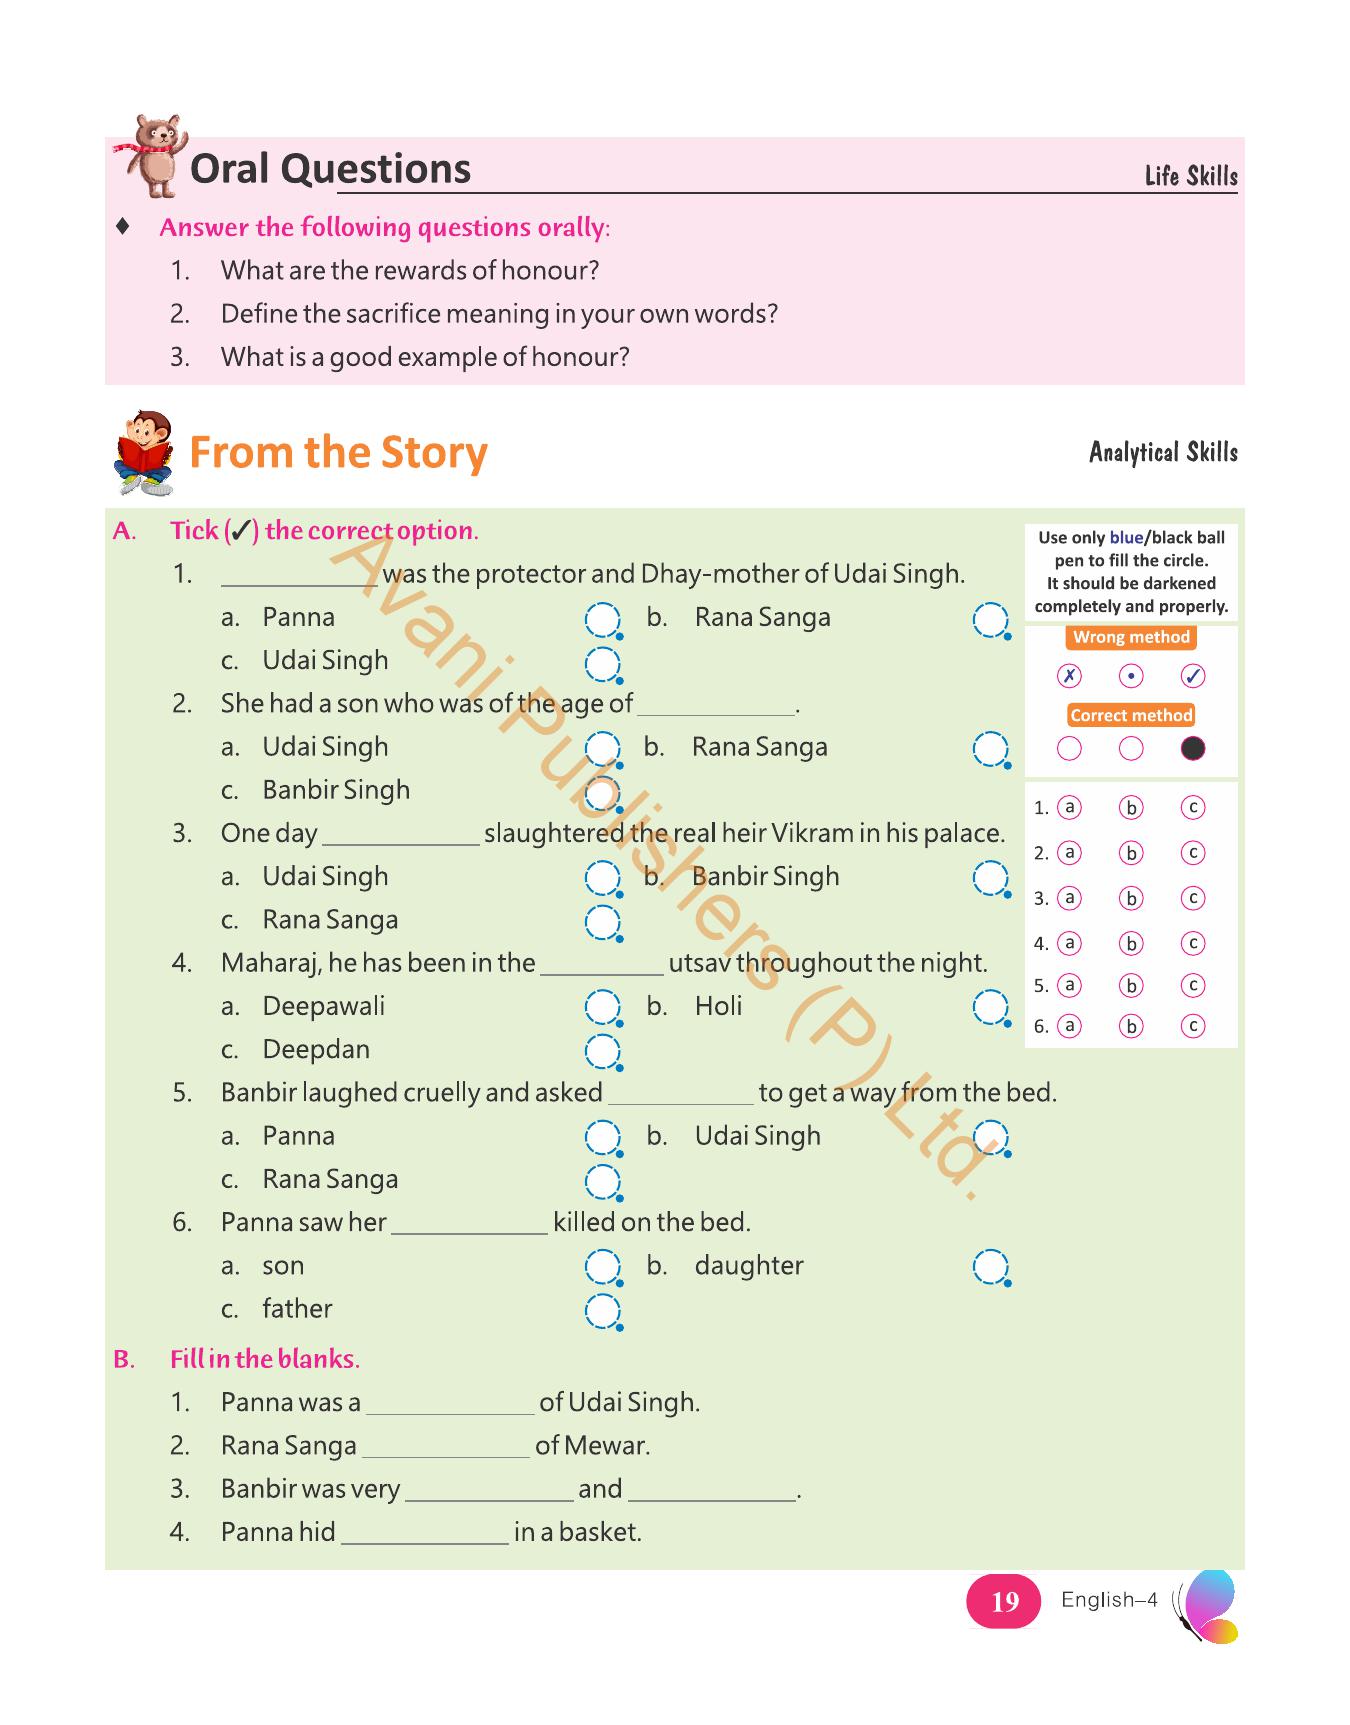 Oral Questions
Life Skills
♦ Answer the following questions orally:
1. What are the rewards of honour?
2. Define the sacrifice meaning in your own words?
3. What is a good example of honour?
From the Story
Analytical Skills
A. Tick (✓) the correct option.
1. ____________ was the protector and Dhay-mother of Udai Singh.
a. Panna b. Rana Sanga
c. Udai Singh
2. She had a son who was of the age of ____________.
a. Udai Singh b. Rana Sanga
c. Banbir Singh
3. One day ____________ slaughtered the real heir Vikram in his palace.
a. Udai Singh b. Banbir Singh
c. Rana Sanga
4. Maharaj, he has been in the __________ utsav throughout the night.
a. Deepawali b. Holi
c. Deepdan
5. Banbir laughed cruelly and asked ___________ to get a way from the bed.
a. Panna b. Udai Singh
c. Rana Sanga
6. Panna saw her ____________ killed on the bed.
a. son b. daughter
c. father
Use only blue/black ball
pen to fill the circle.
It should be darkened
completely and properly.
Wrong method
✗ • ✓
Correct method
1. a b c
2. a b c
3. a b c
4. a b c
5. a b c
6. a b c
B. Fill in the blanks.
1. Panna was a _____________ of Udai Singh.
2. Rana Sanga _____________ of Mewar.
3. Banbir was very _____________ and _____________.
4. Panna hid _____________ in a basket.
Avani Publishers (P) Ltd.
19
English–4